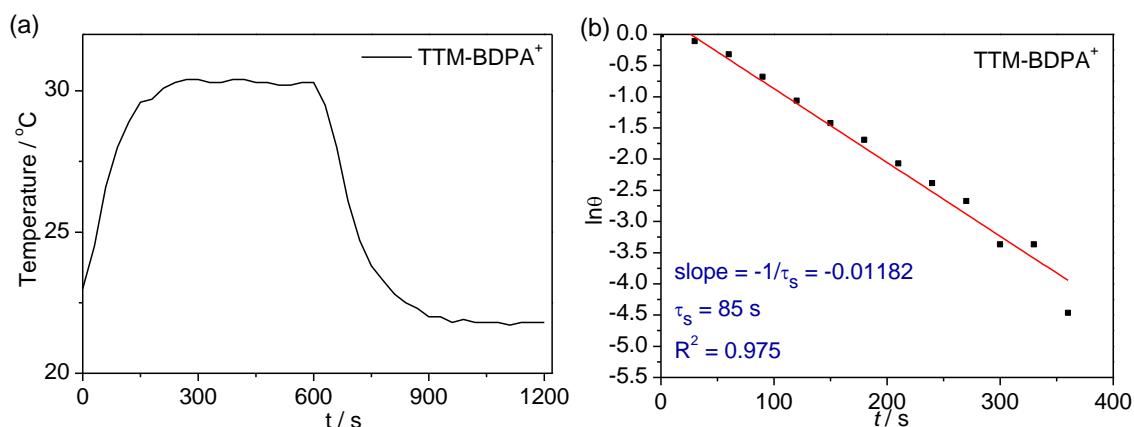 (a)
TTM-BDPA⁺
30
25
20
Temperature / °C
0
300
600
900
1200
t / s
(b)
TTM-BDPA⁺
0.0
-0.5
-1.0
-1.5
-2.0
-2.5
-3.0
-3.5
-4.0
-4.5
-5.0
-5.5
lnθ
slope = -1/τₛ = -0.01182
τₛ = 85 s
R² = 0.975
0
100
200
300
400
t / s